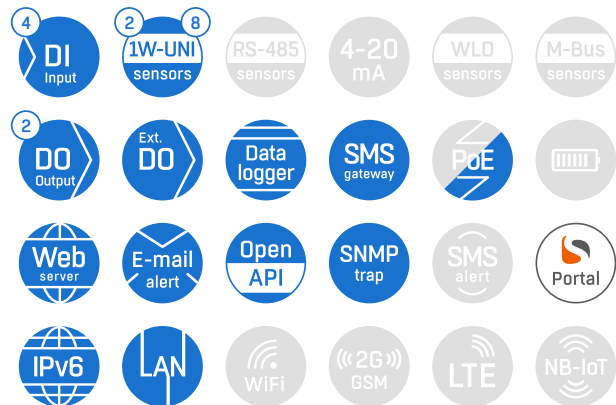 4
2
8
DI
Input
1W-UNI
sensors
RS-485
sensors
4-20
mA
WLD
sensors
M-Bus
sensors
2
DO
Output
Ext.
DO
Data
logger
SMS
gateway
PoE
Web
server
E-mail
alert
Open
API
SNMP
trap
SMS
alert
Portal
IPv6
LAN
WiFi
2G
GSM
LTE
NB-IoT